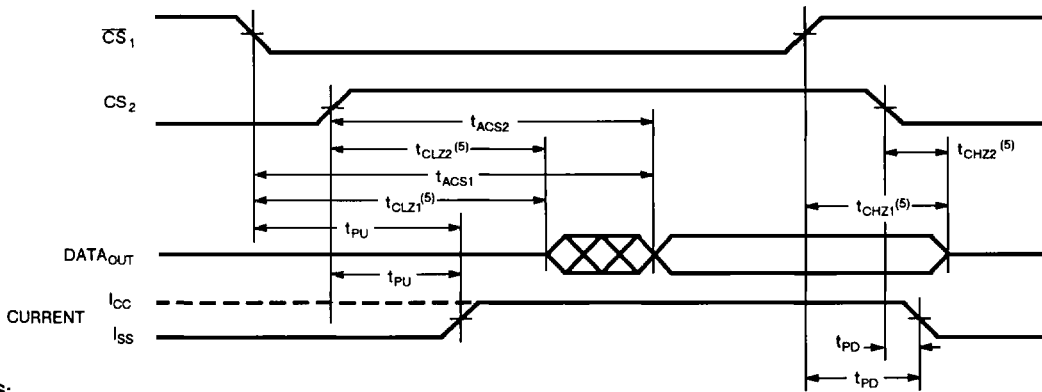 CS1
CS2
tACS2
tCLZ2(5)
tCHZ2(5)
tACS1
tCLZ1(5)
tCHZ1(5)
tPU
DATAOUT
tPU
ICC
CURRENT
ISS
tPD
tPD